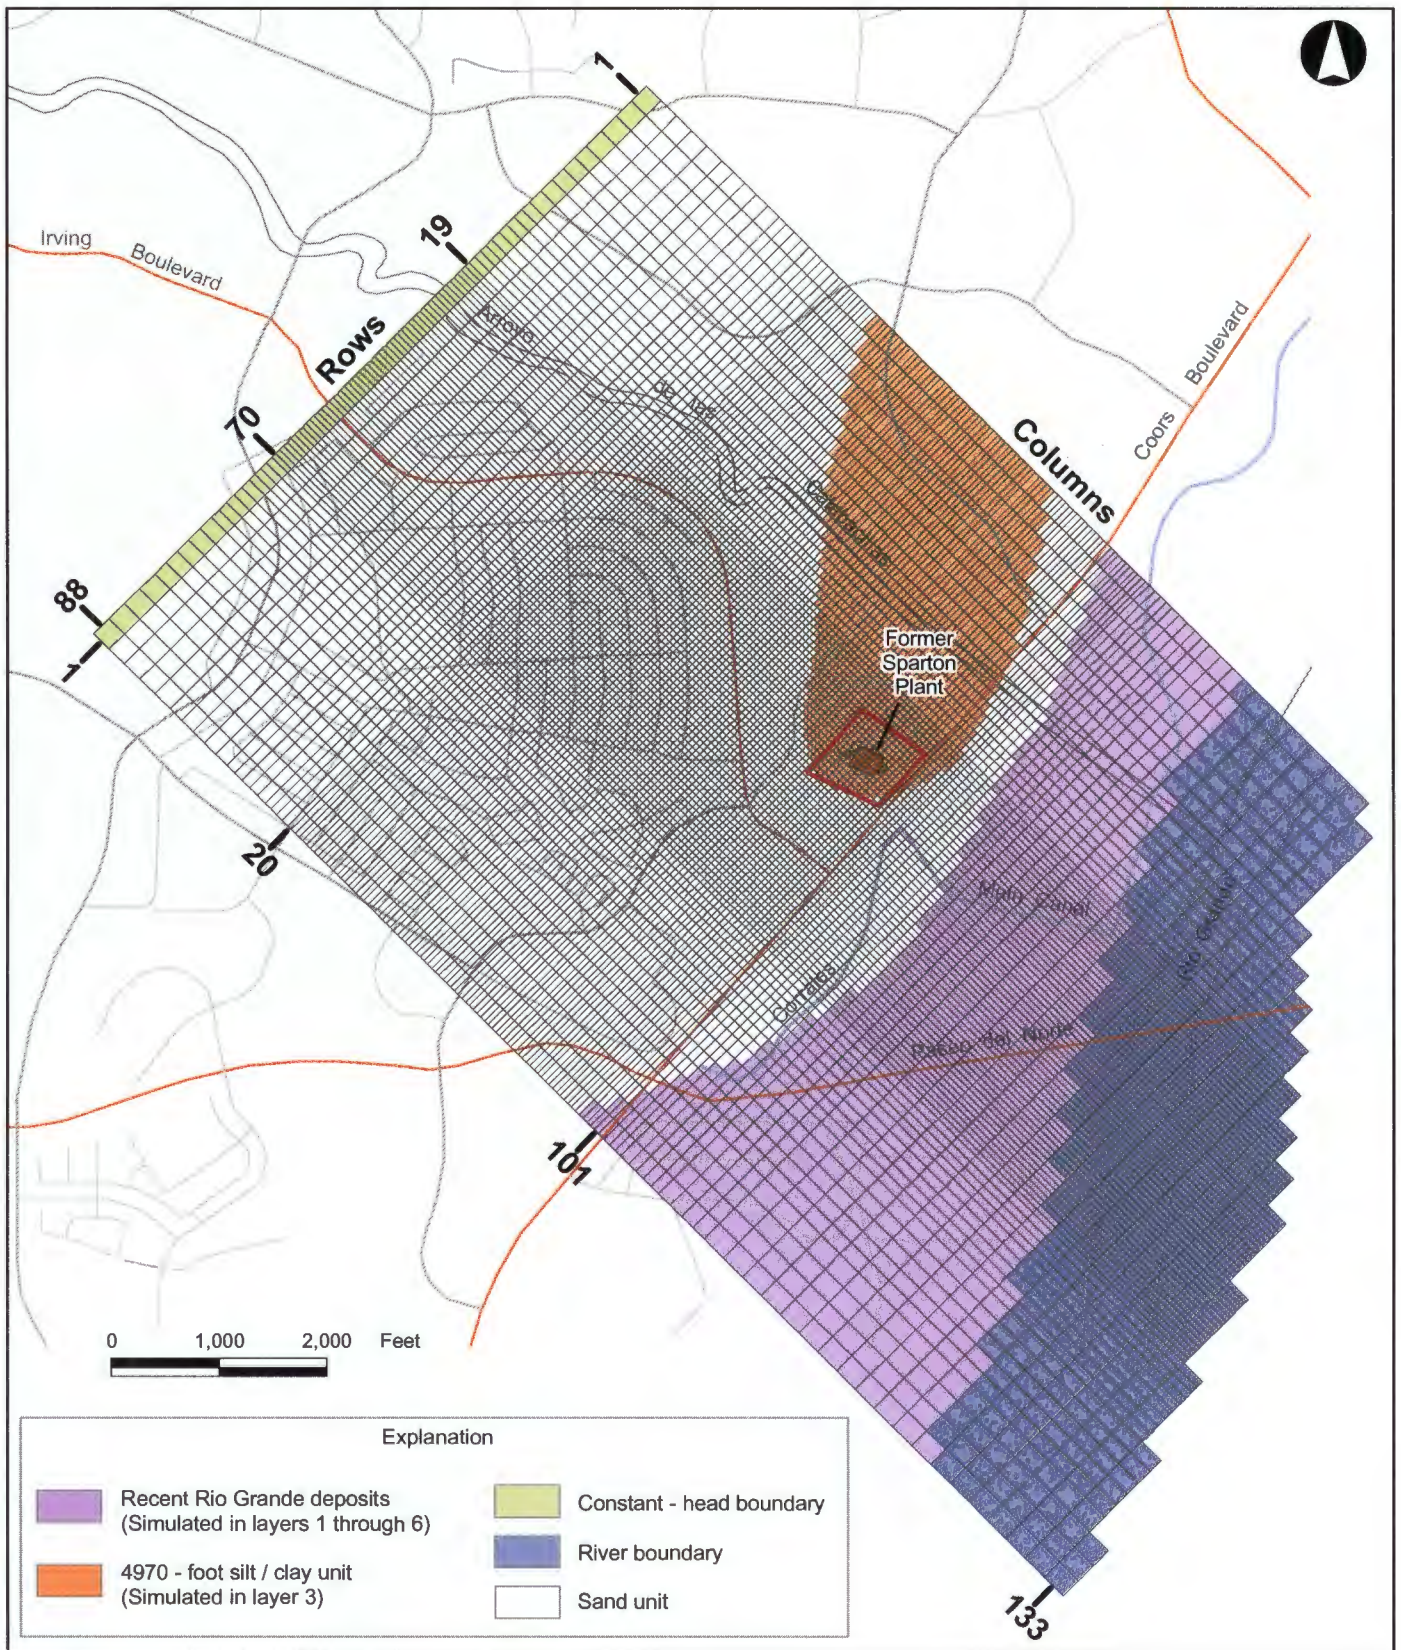 1
19
Irving
Boulevard
Rows
Arroyo
Boulevard
de las
70
Columns
Coors
Calabacillas
88
Former
Sparton
Plant
1
20
Main Canal
Rio Grande
Corrales
Paseo del Norte
101
0 1,000 2,000 Feet
Explanation
Recent Rio Grande deposits
(Simulated in layers 1 through 6)
Constant - head boundary
River boundary
4970 - foot silt / clay unit
(Simulated in layer 3)
Sand unit
133